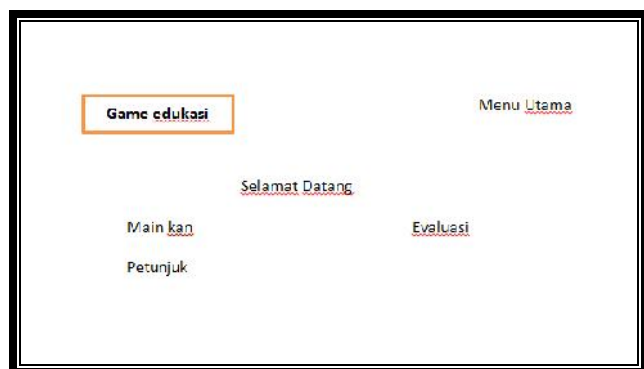 Game edukasi
Menu Utama
Selamat Datang
Main kan
Evaluasi
Petunjuk